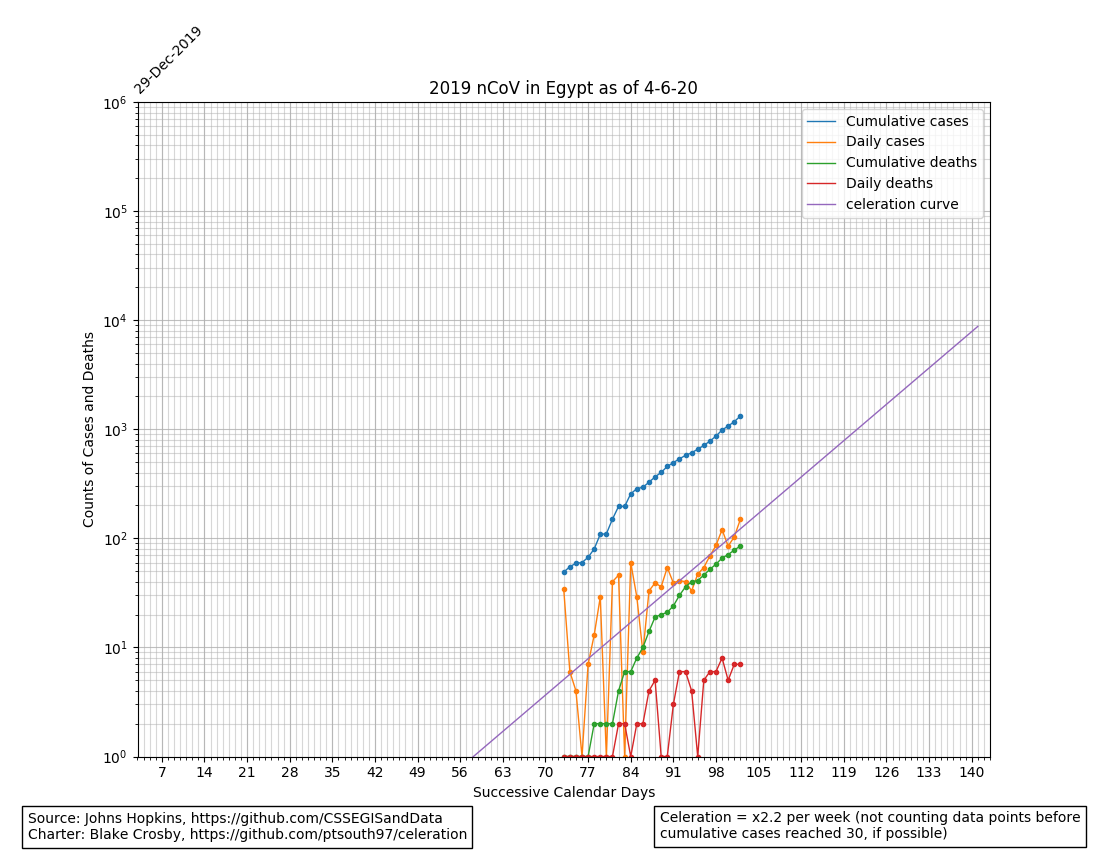 29-Dec-2019
2019 nCoV in Egypt as of 4-6-20
Cumulative cases
Daily cases
Cumulative deaths
Daily deaths
celeration curve
Counts of Cases and Deaths
10^6
10^5
10^4
10^3
10^2
10^1
10^0
7 14 21 28 35 42 49 56 63 70 77 84 91 98 105 112 119 126 133 140
Successive Calendar Days
Source: Johns Hopkins, https://github.com/CSSEGISandData
Charter: Blake Crosby, https://github.com/ptsouth97/celeration
Celeration = x2.2 per week (not counting data points before
cumulative cases reached 30, if possible)